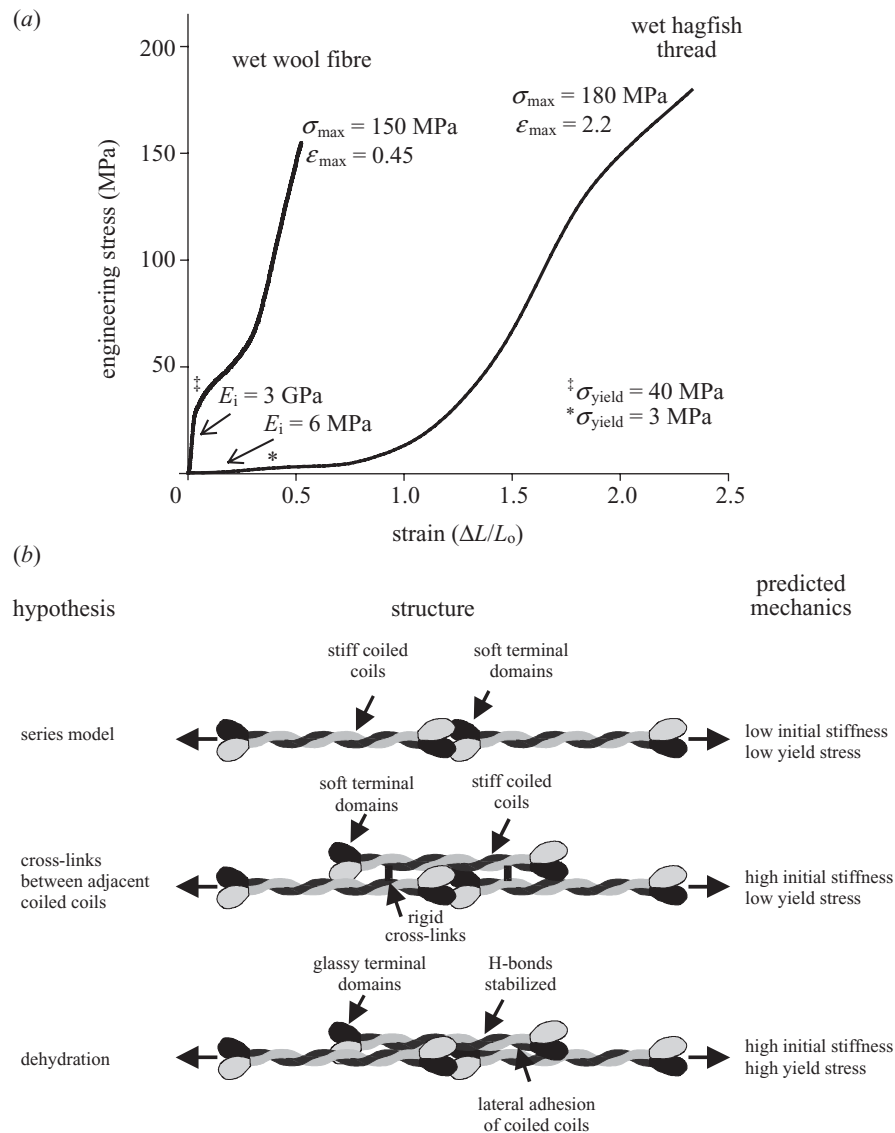 (a)
200
150
100
50
0
0.5
1.0
1.5
2.0
2.5
engineering stress (MPa)
strain (ΔL/Lo)
wet wool fibre
σmax = 150 MPa
εmax = 0.45
wet hagfish
thread
σmax = 180 MPa
εmax = 2.2
‡
Ei = 3 GPa
Ei = 6 MPa
*
‡σyield = 40 MPa
*σyield = 3 MPa
(b)
hypothesis
structure
predicted
mechanics
stiff coiled
coils
soft terminal
domains
series model
low initial stiffness
low yield stress
soft terminal
domains
stiff coiled
coils
cross-links
between adjacent
coiled coils
rigid
cross-links
high initial stiffness
low yield stress
glassy terminal
domains
H-bonds
stabilized
dehydration
lateral adhesion
of coiled coils
high initial stiffness
high yield stress